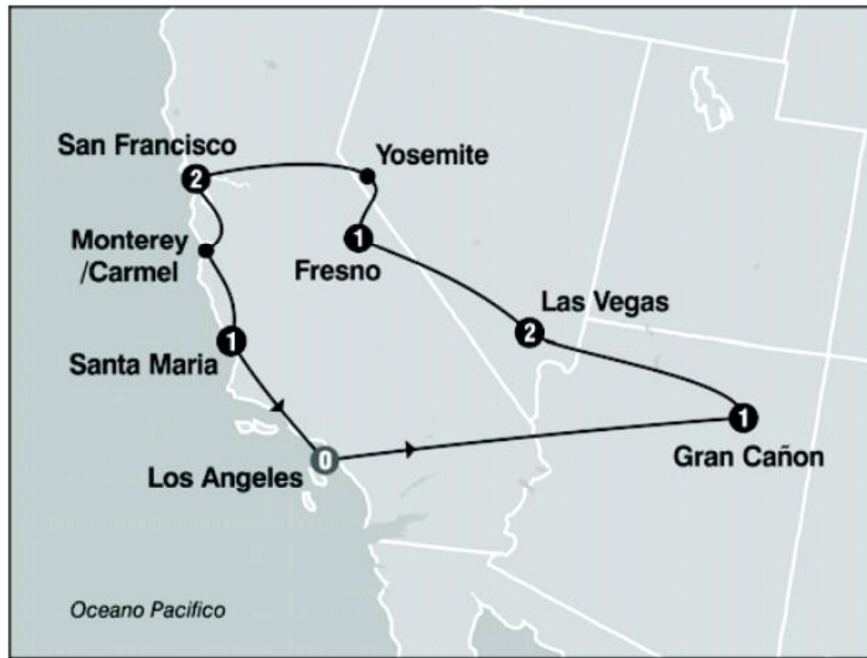 San Francisco
2
Yosemite
Monterey
/Carmel
1
Fresno
Las Vegas
2
1
Santa Maria
1
Gran Cañon
0
Los Angeles
Oceano Pacifico